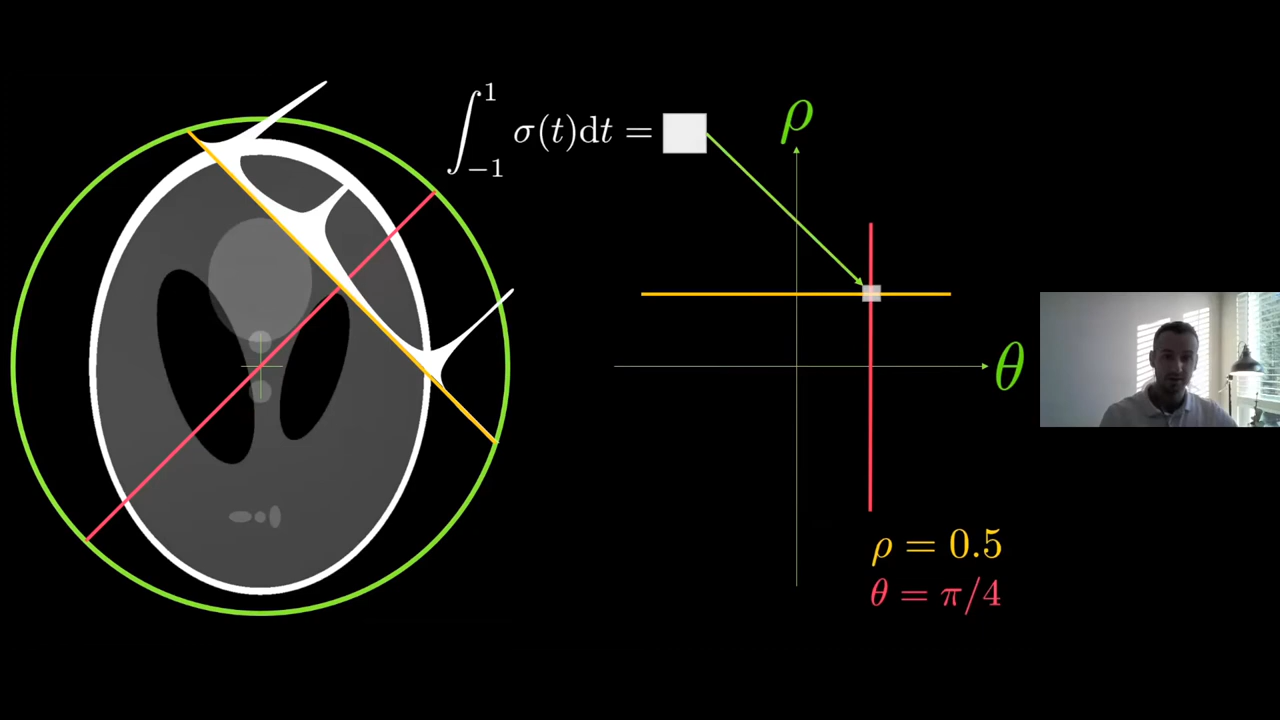 ∫_{-1}^{1} σ(t)dt =
ρ
θ
ρ = 0.5
θ = π/4